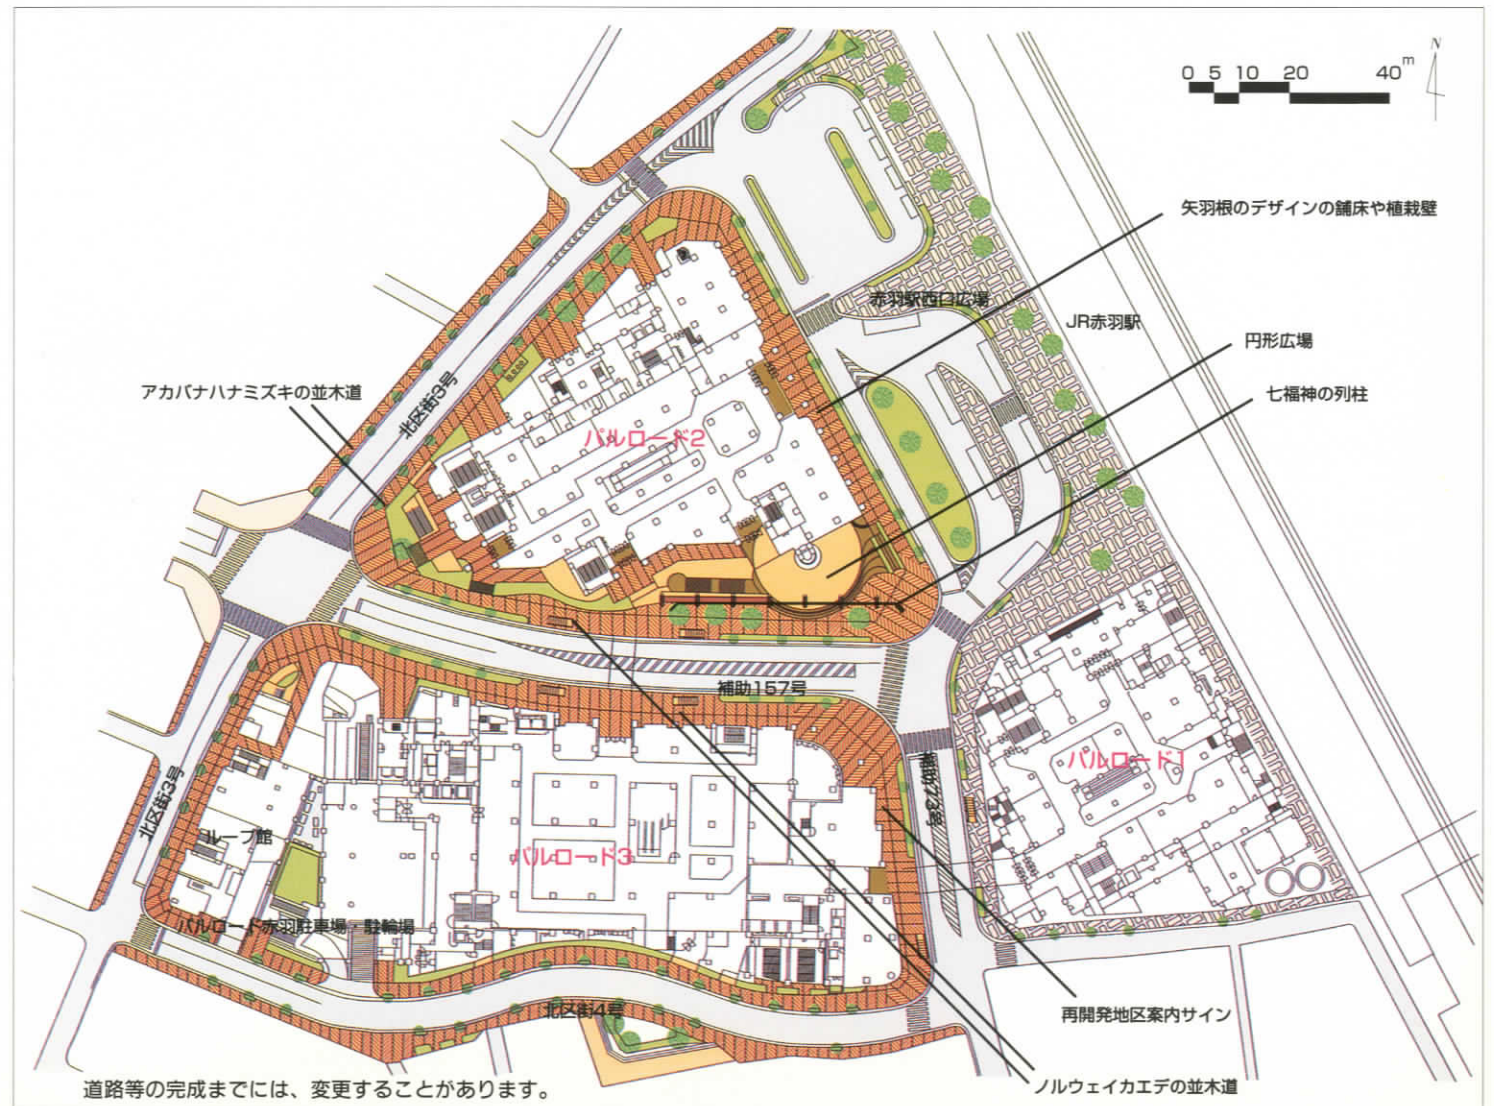 0 5 10 20 40m
N
矢羽根のデザインの舗床や植栽壁
赤羽駅西口広場
JR赤羽駅
円形広場
アカバナハナミズキの並木道
北区街3号
七福神の列柱
パルロード2
補助157号
パルロード1
補助73号
北区街3号
ループ館
パルロード3
パルロード赤羽駐車場・駐輪場
北区街4号
再開発地区案内サイン
ノルウェイカエデの並木道
道路等の完成までには、変更することがあります。